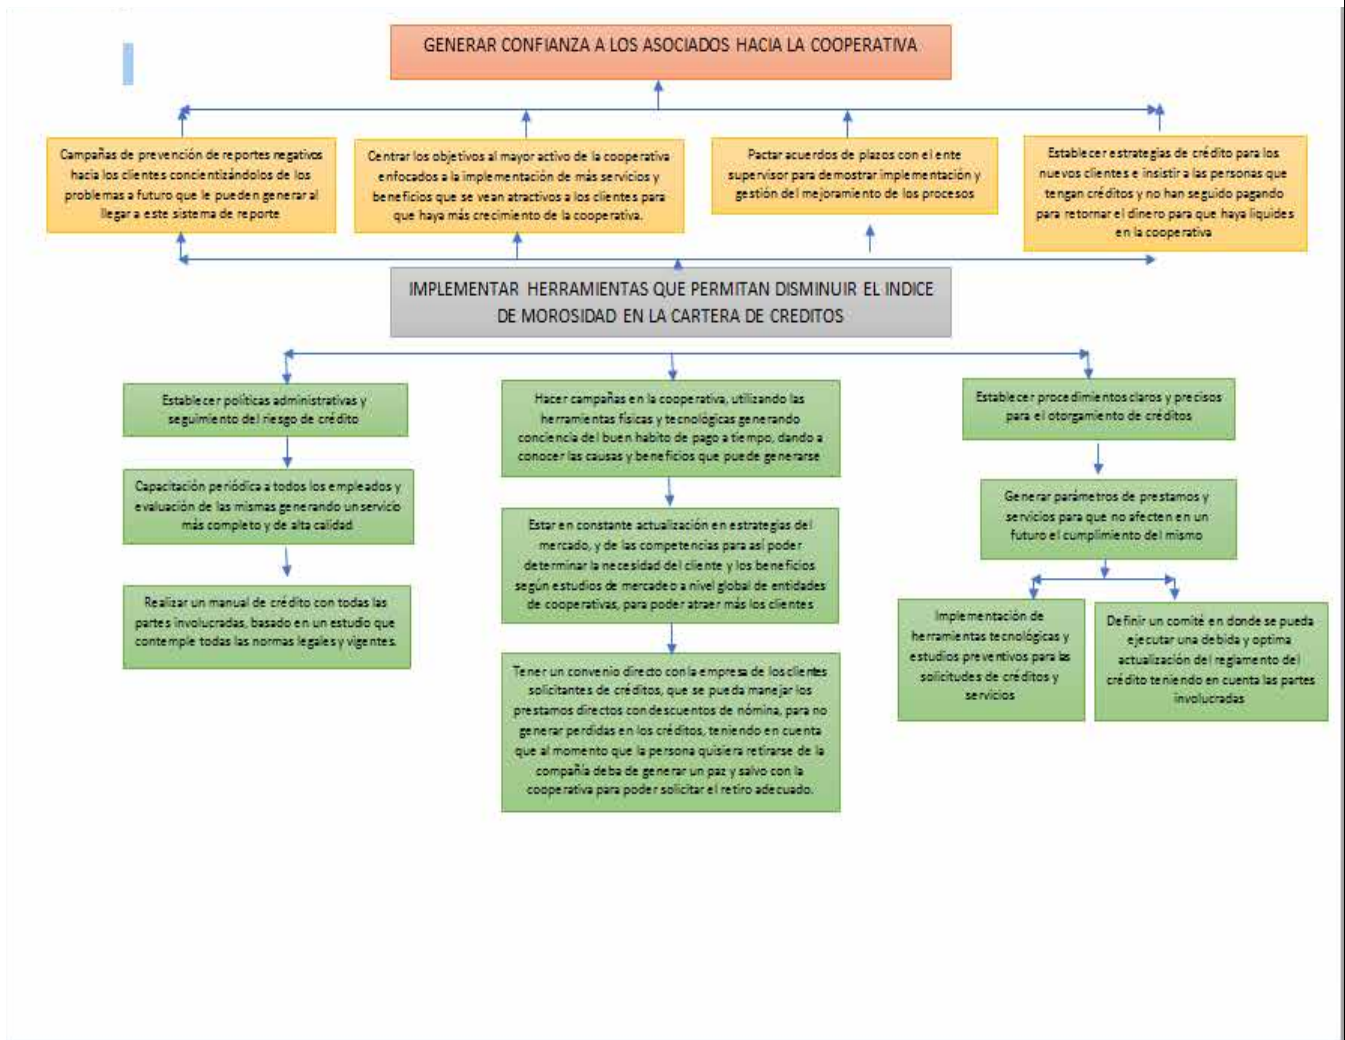 GENERAR CONFIANZA A LOS ASOCIADOS HACIA LA COOPERATIVA
Campañas de prevención de reportes negativos
hacia los clientes concientizándolos de los
problemas a futuro que le pueden generar al
llegar a este sistema de reporte
Centrar los objetivos al mayor activo de la cooperativa
enfocados a la implementación de más servicios y
beneficios que se vean atractivos a los clientes para
que haya más crecimiento de la cooperativa.
Pactar acuerdos de plazos con el ente
supervisor para demostrar implementación y
gestión del mejoramiento de los procesos
Establecer estrategias de crédito para los
nuevos clientes e insistir a las personas que
tengan créditos y no han seguido pagando
para retornar el dinero para que haya liquides
en la cooperativa
IMPLEMENTAR HERRAMIENTAS QUE PERMITAN DISMINUIR EL INDICE
DE MOROSIDAD EN LA CARTERA DE CREDITOS
Establecer políticas administrativas y
seguimiento del riesgo de crédito
Capacitación periódica a todos los empleados y
evaluación de las mismas generando un servicio
más completo y de alta calidad
Realizar un manual de crédito con todas las
partes involucradas, basado en un estudio que
contemple todas las normas legales y vigentes.
Hacer campañas en la cooperativa, utilizando las
herramientas físicas y tecnológicas generando
conciencia del buen habito de pago a tiempo, dando a
conocer las causas y beneficios que puede generarse
Estar en constante actualización en estrategias del
mercado, y de las competencias para así poder
determinar la necesidad del cliente y los beneficios
según estudios de mercadeo a nivel global de entidades
de cooperativas, para poder atraer más los clientes
Tener un convenio directo con la empresa de los clientes
solicitantes de créditos, que se pueda manejar los
prestamos directos con descuentos de nómina, para no
generar perdidas en los créditos, teniendo en cuenta
que al momento que la persona quisiera retirarse de la
compañía deba de generar un paz y salvo con la
cooperativa para poder solicitar el retiro adecuado.
Establecer procedimientos claros y precisos
para el otorgamiento de créditos
Generar parámetros de prestamos y
servicios para que no afecten en un
futuro el cumplimiento del mismo
Implementación de
herramientas tecnológicas y
estudios preventivos para las
solicitudes de créditos y
servicios
Definir un comité en donde se pueda
ejecutar una debida y optima
actualización del reglamento del
crédito teniendo en cuenta las partes
involucradas